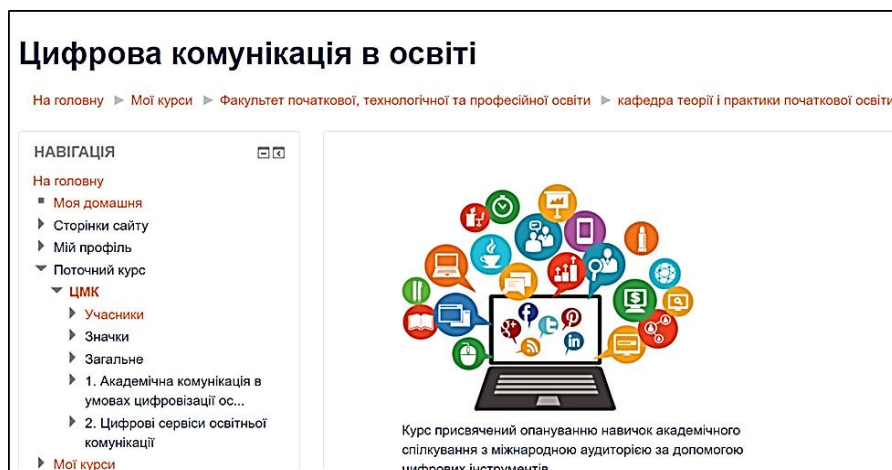 Цифрова комунікація в освіті
На головну ▶ Мої курси ▶ Факультет початкової, технологічної та професійної освіти ▶ кафедра теорії і практики початкової освіти
НАВІГАЦІЯ
На головну
Моя домашня
Сторінки сайту
Мій профіль
Поточний курс
ЦМК
Учасники
Значки
Загальне
1. Академічна комунікація в
умовах цифровізації ос...
2. Цифрові сервіси освітньої
комунікації
Мої курси
Курс присвячений опануванню навичок академічного
спілкування з міжнародною аудиторією за допомогою
цифрових інструментів